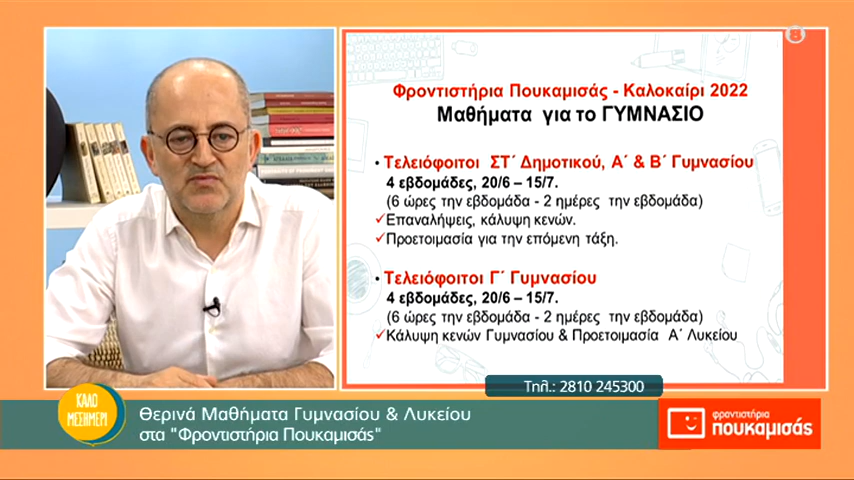 8
Φροντιστήρια Πουκαμισάς - Καλοκαίρι 2022
Μαθήματα για το ΓΥΜΝΑΣΙΟ
• Τελειόφοιτοι ΣΤ΄ Δημοτικού, Α΄ & Β΄ Γυμνασίου
4 εβδομάδες, 20/6 – 15/7.
(6 ώρες την εβδομάδα - 2 ημέρες την εβδομάδα)
✓Επαναλήψεις, κάλυψη κενών.
✓Προετοιμασία για την επόμενη τάξη.
• Τελειόφοιτοι Γ΄ Γυμνασίου
4 εβδομάδες, 20/6 – 15/7.
(6 ώρες την εβδομάδα - 2 ημέρες την εβδομάδα)
✓Κάλυψη κενών Γυμνασίου & Προετοιμασία Α΄ Λυκείου
Τηλ.: 2810 245300
ΚΑΛΟ
ΜΕΣΗΜΕΡΙ
Θερινά Μαθήματα Γυμνασίου & Λυκείου
στα "Φροντιστήρια Πουκαμισάς"
φροντιστήρια
πουκαμισάς